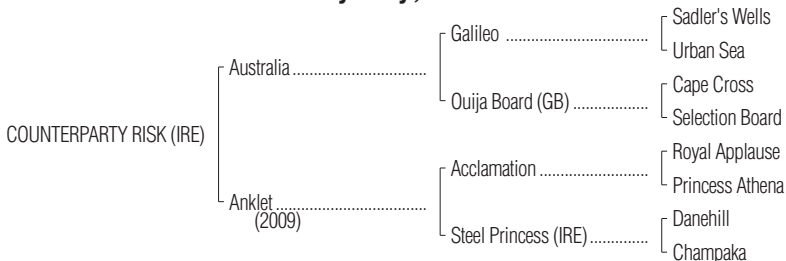 Sadler's Wells
Galileo ........................................
Urban Sea
Australia ...............................
Cape Cross
Ouija Board (GB) ..................
Selection Board
COUNTERPARTY RISK (IRE)
Royal Applause
Acclamation ..........................
Princess Athena
Anklet ...................................
(2009)
Danehill
Steel Princess (IRE) ..............
Champaka